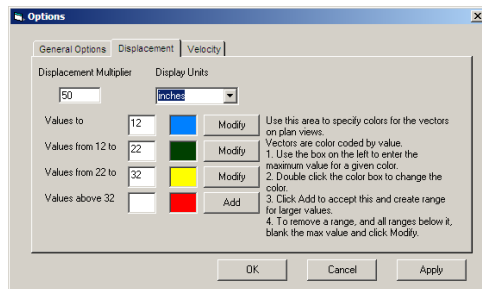 Options
General Options Displacement Velocity
Displacement Multiplier Display Units
50 inches
Values to 12 Modify
Values from 12 to 22 Modify
Values from 22 to 32 Modify
Values above 32 Add
Use this area to specify colors for the vectors
on plan views.
Vectors are color coded by value.
1. Use the box on the left to enter the
maximum value for a given color.
2. Double click the color box to change the
color.
3. Click Add to accept this and create range
for larger values.
4. To remove a range, and all ranges below it,
blank the max value and click Modify.
OK Cancel Apply